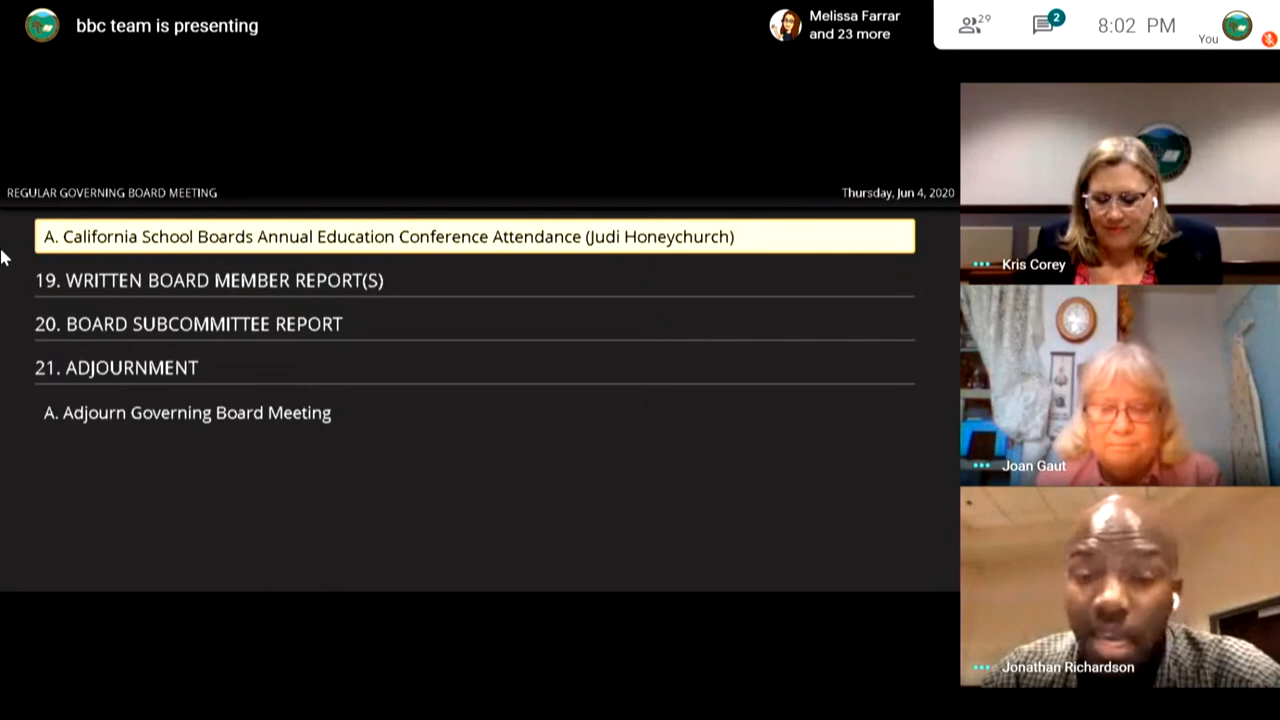 bbc team is presenting
Melissa Farrar
and 23 more
29
2
8:02 PM
You
REGULAR GOVERNING BOARD MEETING
Thursday, Jun 4, 2020
A. California School Boards Annual Education Conference Attendance (Judi Honeychurch)
19. WRITTEN BOARD MEMBER REPORT(S)
20. BOARD SUBCOMMITTEE REPORT
21. ADJOURNMENT
A. Adjourn Governing Board Meeting
Kris Corey
Joan Gaut
Jonathan Richardson